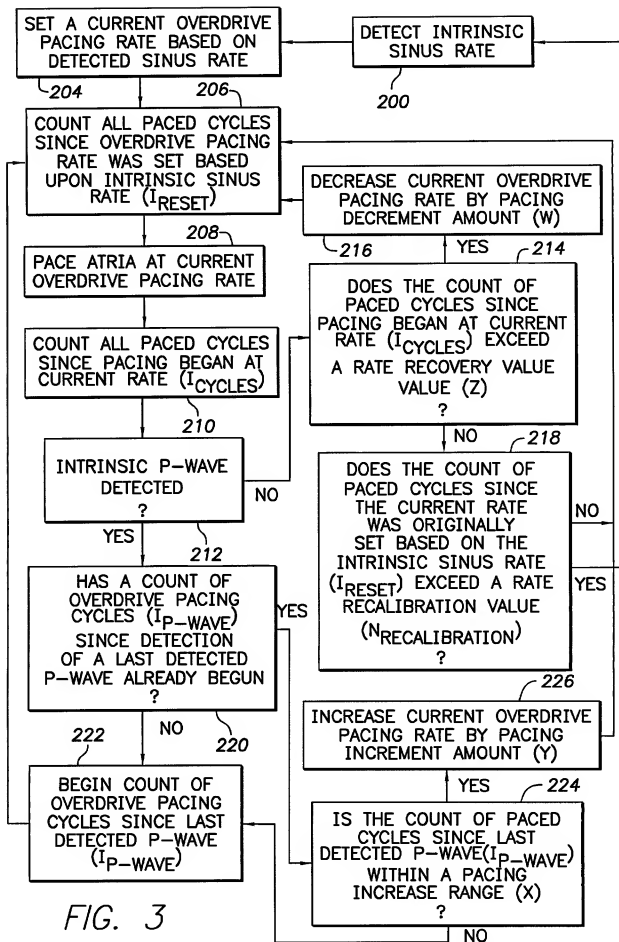 SET A CURRENT OVERDRIVE
PACING RATE BASED ON
DETECTED SINUS RATE
204
DETECT INTRINSIC
SINUS RATE
200
206
COUNT ALL PACED CYCLES
SINCE OVERDRIVE PACING
RATE WAS SET BASED
UPON INTRINSIC SINUS
RATE (IRESET)
208
PACE ATRIA AT CURRENT
OVERDRIVE PACING RATE
COUNT ALL PACED CYCLES
SINCE PACING BEGAN AT
CURRENT RATE (ICYCLES)
210
INTRINSIC P-WAVE
DETECTED
?
NO
YES
212
DECREASE CURRENT OVERDRIVE
PACING RATE BY PACING
DECREMENT AMOUNT (W)
216
YES
214
DOES THE COUNT OF
PACED CYCLES SINCE
PACING BEGAN AT CURRENT
RATE (ICYCLES) EXCEED
A RATE RECOVERY VALUE
VALUE (Z)
?
NO
218
DOES THE COUNT OF
PACED CYCLES SINCE
THE CURRENT RATE
WAS ORIGINALLY
SET BASED ON THE
INTRINSIC SINUS RATE
(IRESET) EXCEED A RATE
RECALIBRATION VALUE
(NRECALIBRATION)
?
NO
YES
HAS A COUNT OF
OVERDRIVE PACING
CYCLES (IP-WAVE)
SINCE DETECTION
OF A LAST DETECTED
P-WAVE ALREADY BEGUN
?
YES
NO
220
222
BEGIN COUNT OF
OVERDRIVE PACING
CYCLES SINCE LAST
DETECTED P-WAVE
(IP-WAVE)
226
INCREASE CURRENT OVERDRIVE
PACING RATE BY PACING
INCREMENT AMOUNT (Y)
YES
224
IS THE COUNT OF PACED
CYCLES SINCE LAST
DETECTED P-WAVE(IP-WAVE)
WITHIN A PACING
INCREASE RANGE (X)
?
NO
FIG. 3